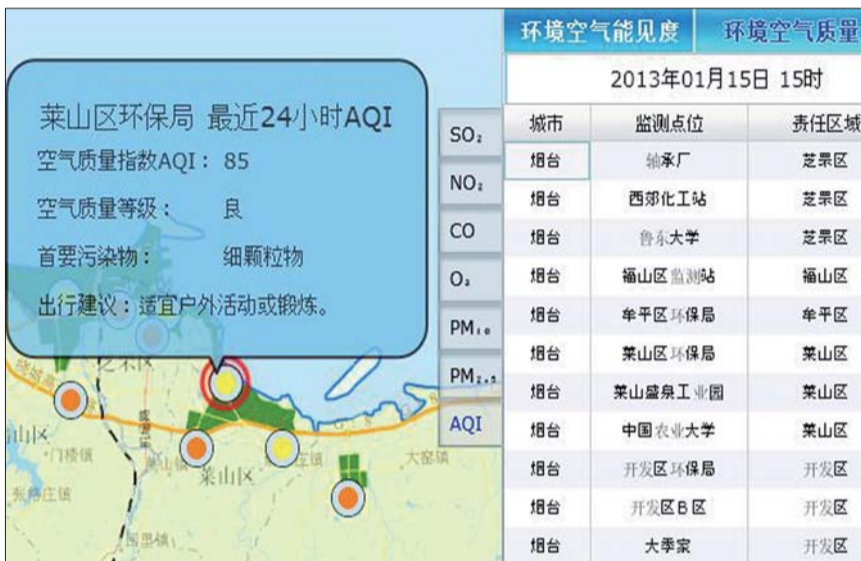 环境空气能见度 环境空气质量
2013年01月15日 15时
城市 监测点位 责任区域
烟台 轴承厂 芝罘区
烟台 西郊化工站 芝罘区
烟台 鲁东大学 芝罘区
烟台 福山区监测站 福山区
烟台 牟平区环保局 牟平区
烟台 莱山区环保局 莱山区
烟台 莱山盛泉工业园 莱山区
烟台 中国农业大学 莱山区
烟台 开发区环保局 开发区
烟台 开发区B区 开发区
烟台 大季家 开发区
莱山区环保局 最近24小时AQI
空气质量指数AQI： 85
空气质量等级： 良
首要污染物： 细颗粒物
出行建议：适宜户外活动或锻炼。
SO₂
NO₂
CO
O₃
PM₁₀
PM₂.₅
AQI
山区
门楼镇
莱山区
大窑镇
张格庄镇